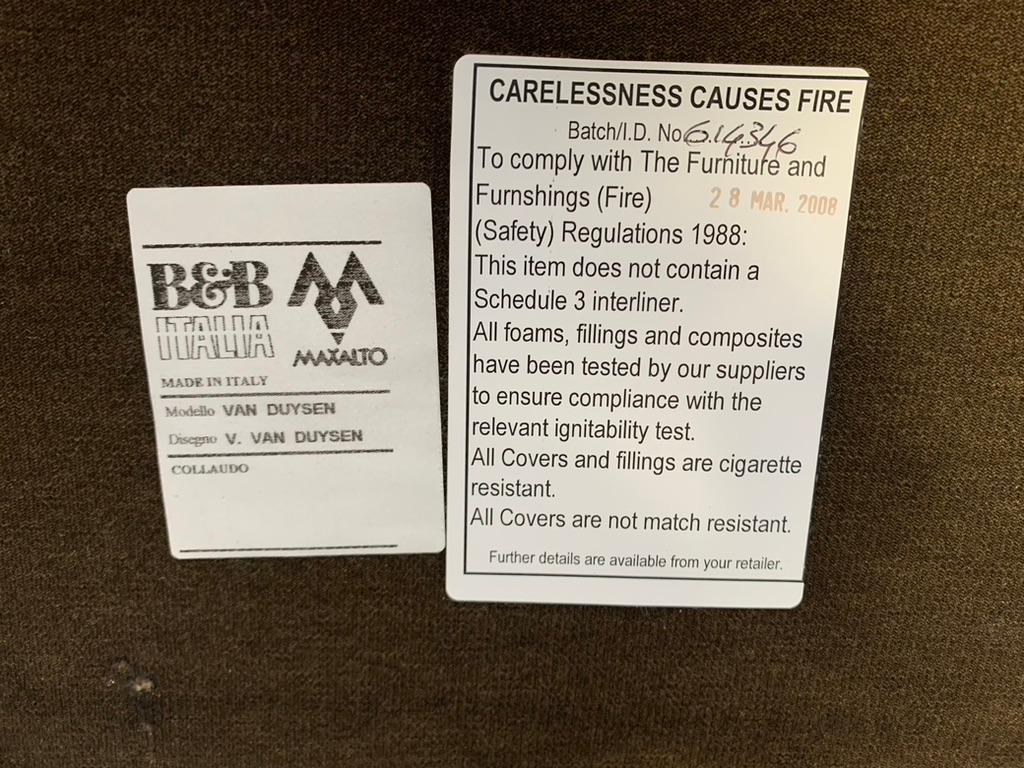 B&B
ITALIA
MAXALTO
MADE IN ITALY
Modello VAN DUYSEN
Disegno V. VAN DUYSEN
COLLAUDO
CARELESSNESS CAUSES FIRE
Batch/I.D. No 614346
To comply with The Furniture and
Furnshings (Fire) 28 MAR. 2008
(Safety) Regulations 1988:
This item does not contain a
Schedule 3 interliner.
All foams, fillings and composites
have been tested by our suppliers
to ensure compliance with the
relevant ignitability test.
All Covers and fillings are cigarette
resistant.
All Covers are not match resistant.
Further details are available from your retailer.